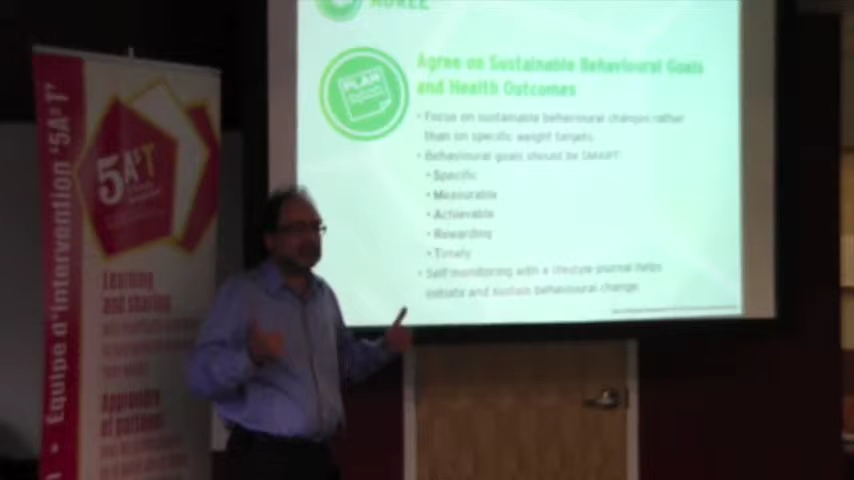 AGREE
PLAN
Agree on Sustainable Behavioural Goals
and Health Outcomes
• Focus on sustainable behavioural changes rather
than on specific weight targets.
• Behavioural goals should be SMART:
• Specific
• Measurable
• Achievable
• Rewarding
• Timely
• Self monitoring with a lifestyle journal helps
initiate and sustain behavioural change.
• Équipe d'intervention '5A's T'
5A'sT
Learning
and sharing
Apprendre
et partager